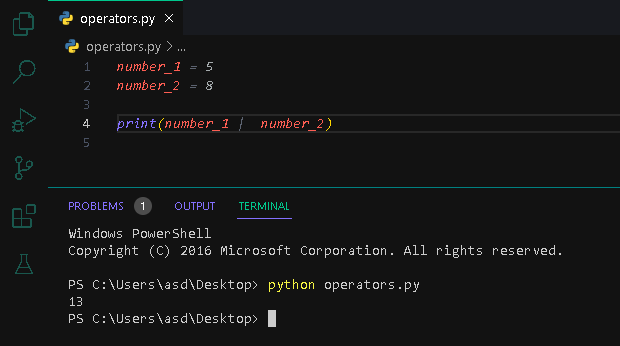 operators.py ×
operators.py > ...
1 number_1 = 5
2 number_2 = 8
3
4 print(number_1 |  number_2)
5
PROBLEMS 1 OUTPUT TERMINAL
Windows PowerShell
Copyright (C) 2016 Microsoft Corporation. All rights reserved.
PS C:\Users\asd\Desktop> python operators.py
13
PS C:\Users\asd\Desktop>